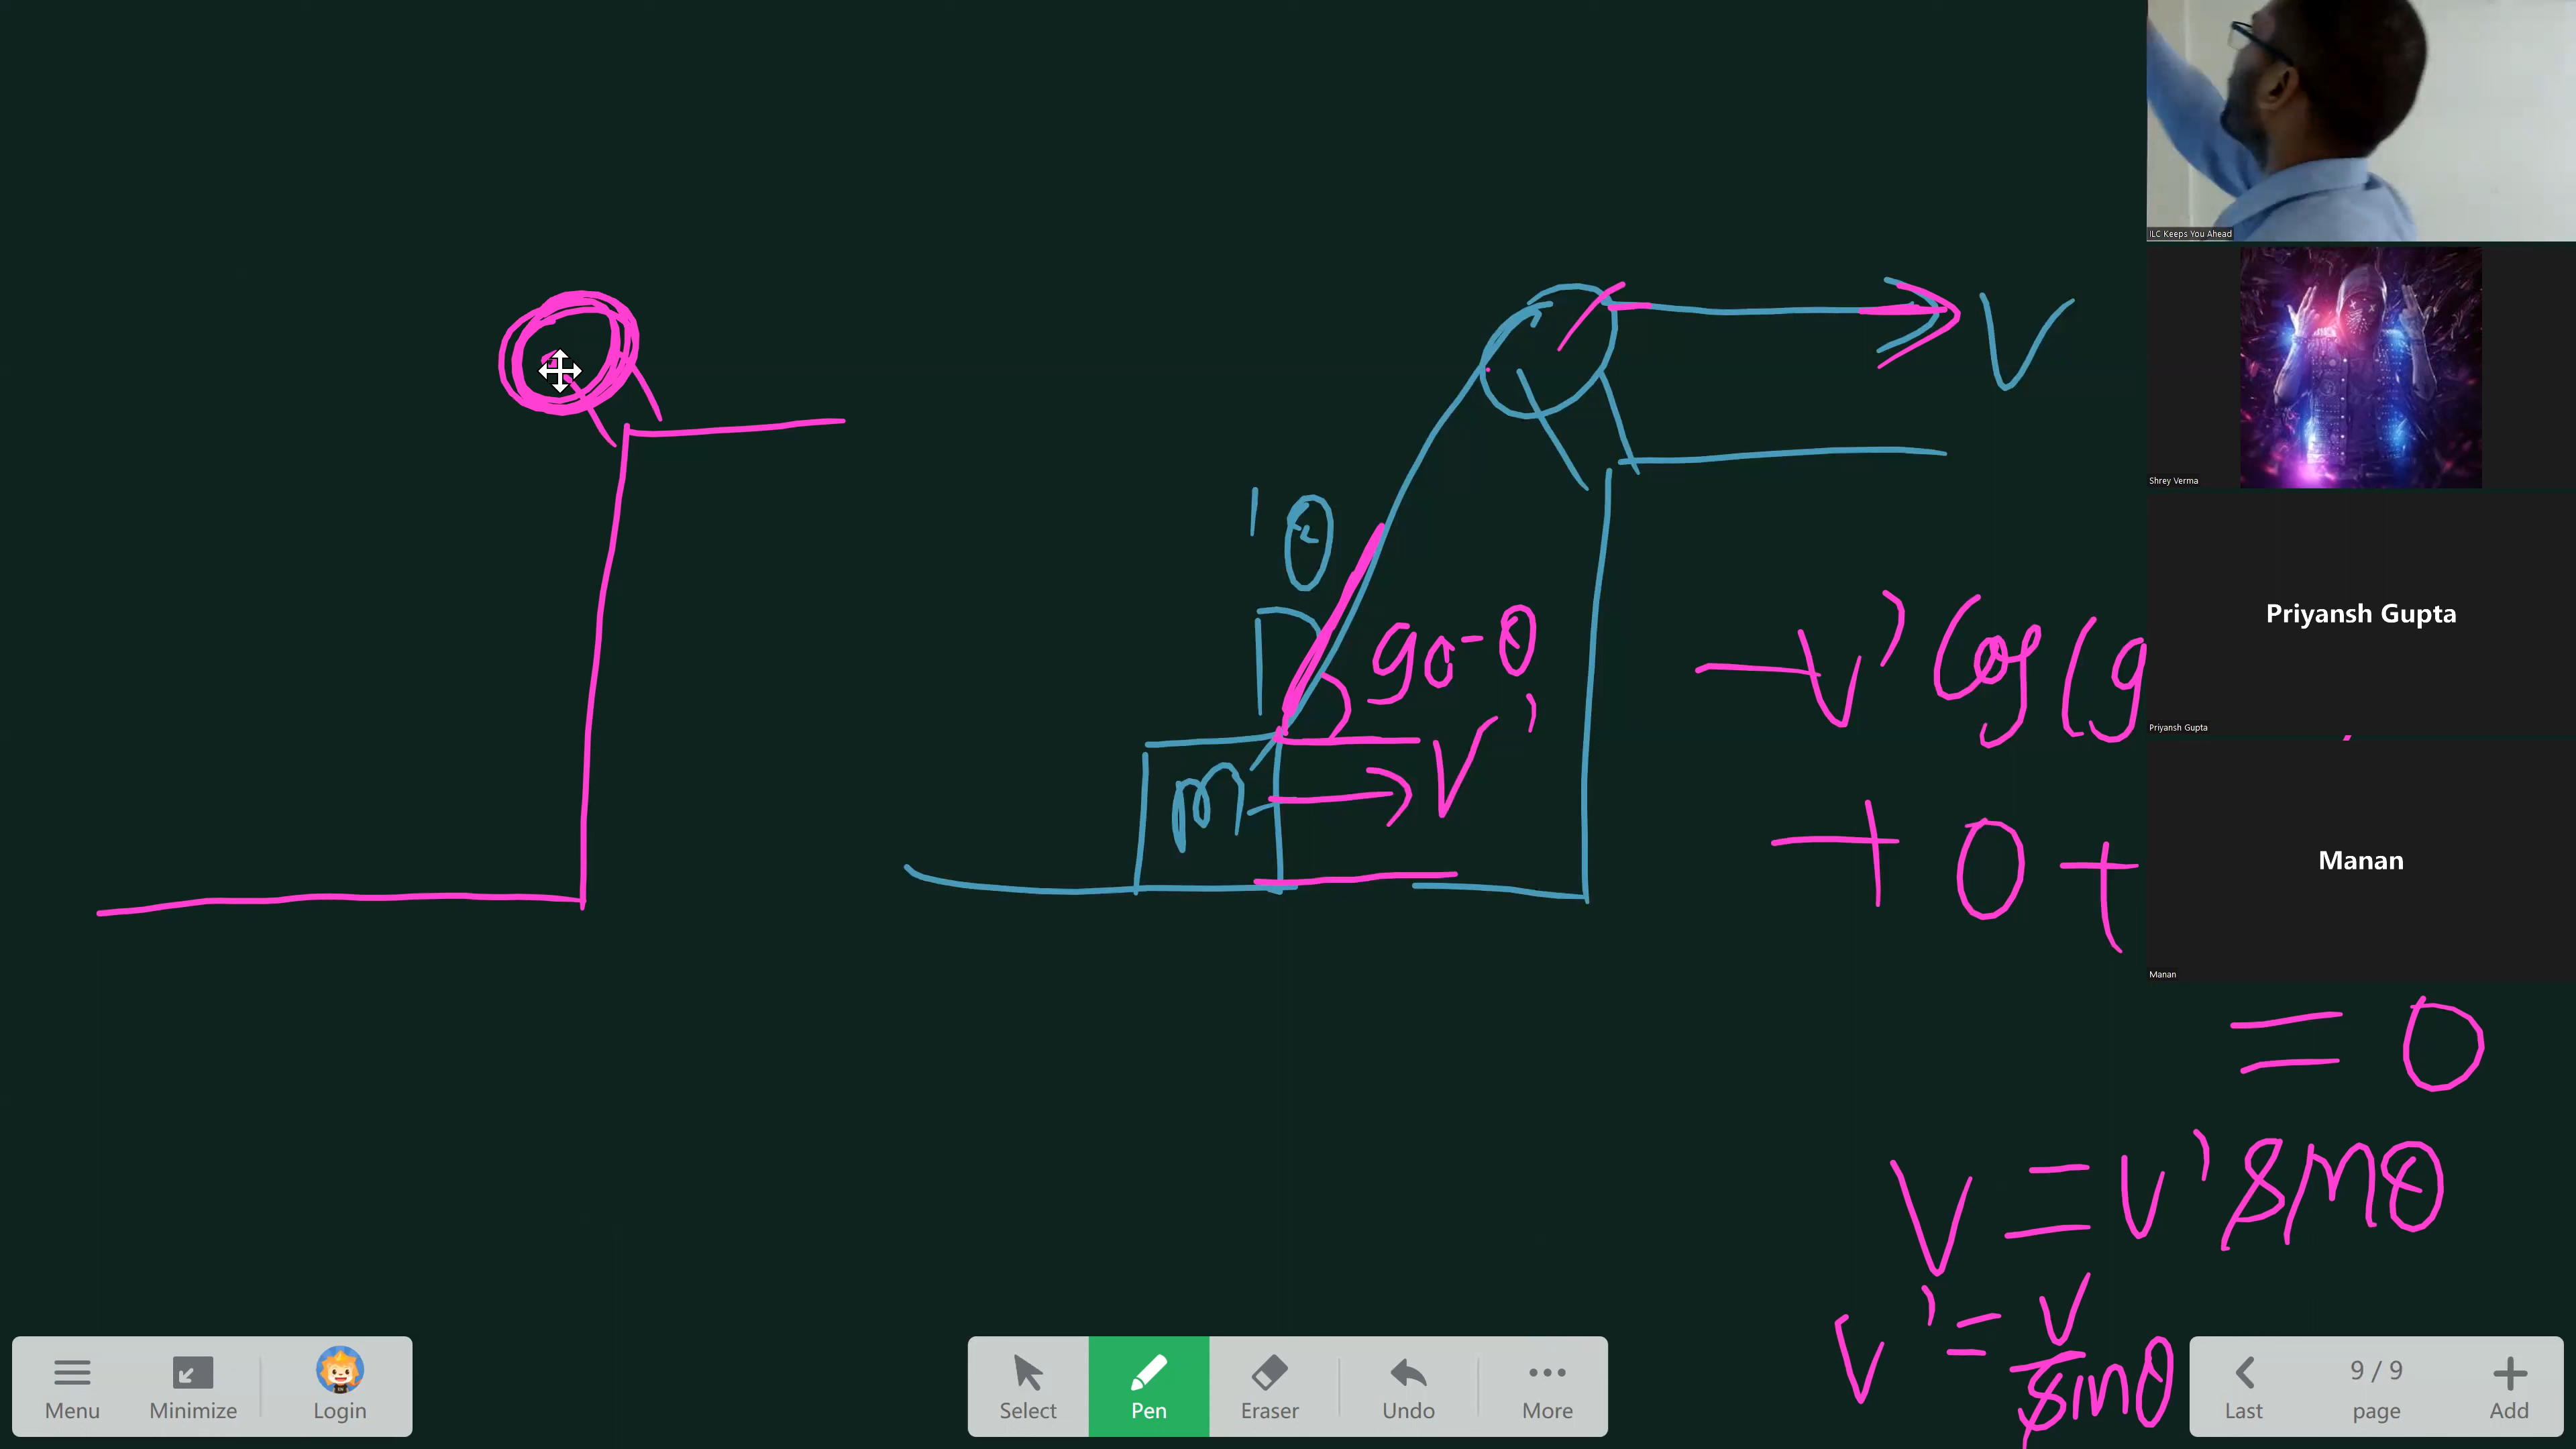 ILC Keeps You Ahead
V
Shrey Verma
θ
90-θ
-V' Cos(9
Priyansh Gupta
Priyansh Gupta
V'
m
+ 0 +
Manan
Manan
= 0
V = V' sinθ
V' = V
sinθ
Menu
Minimize
Login
Select
Pen
Eraser
Undo
More
Last
9 / 9
page
Add